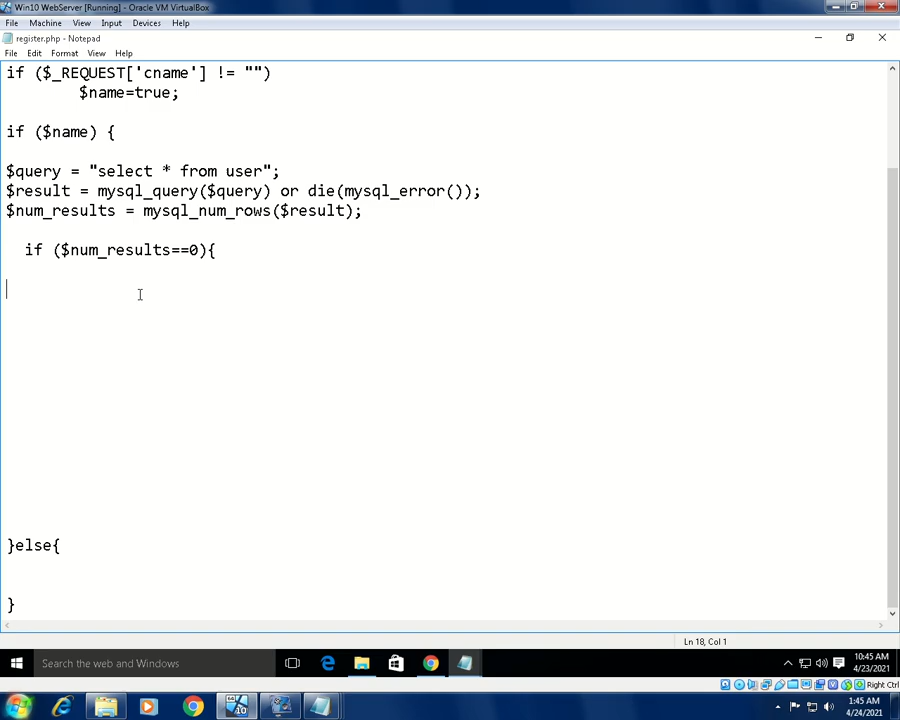 Win10 WebServer [Running] - Oracle VM VirtualBox
File Machine View Input Devices Help
register.php - Notepad
File Edit Format View Help
if ($_REQUEST['cname'] != "")
$name=true;
if ($name) {
$query = "select * from user";
$result = mysql_query($query) or die(mysql_error());
$num_results = mysql_num_rows($result);
if ($num_results==0){
}else{
}
Ln 18, Col 1
Search the web and Windows
10:45 AM
4/23/2021
Right Ctrl
1:45 AM
4/24/2021